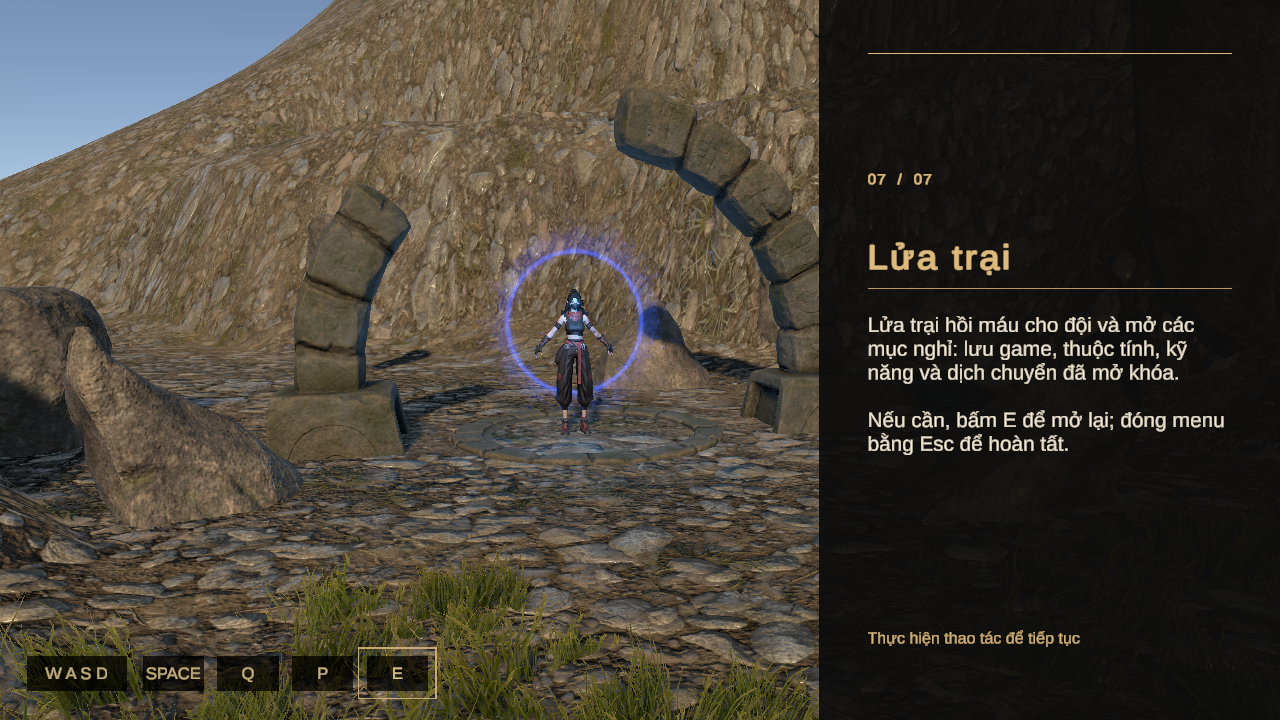 07 / 07
Lửa trại
Lửa trại hồi máu cho đội và mở các
mục nghỉ: lưu game, thuộc tính, kỹ
năng và dịch chuyển đã mở khóa.
Nếu cần, bấm E để mở lại; đóng menu
bằng Esc để hoàn tất.
Thực hiện thao tác để tiếp tục
WASD SPACE Q P E